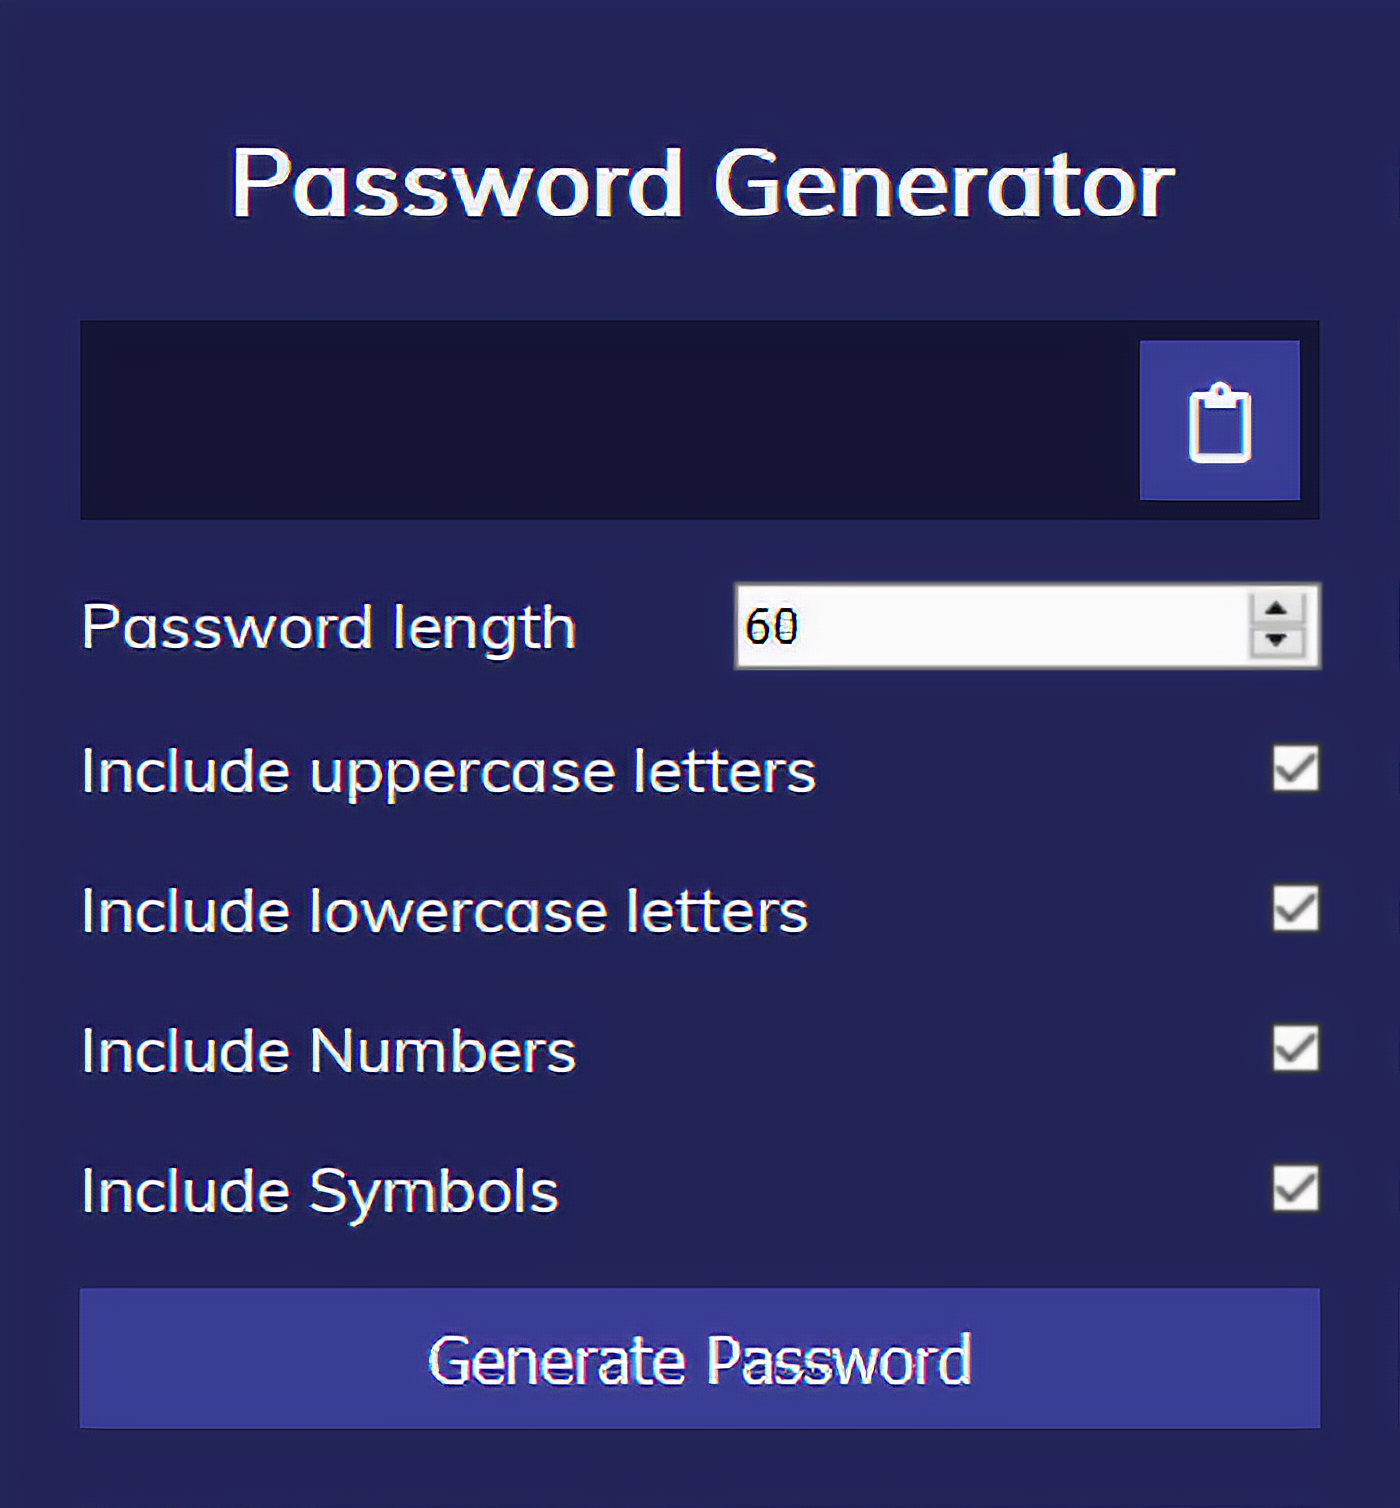 Password Generator
Password length
60
Include uppercase letters
Include lowercase letters
Include Numbers
Include Symbols
Generate Password